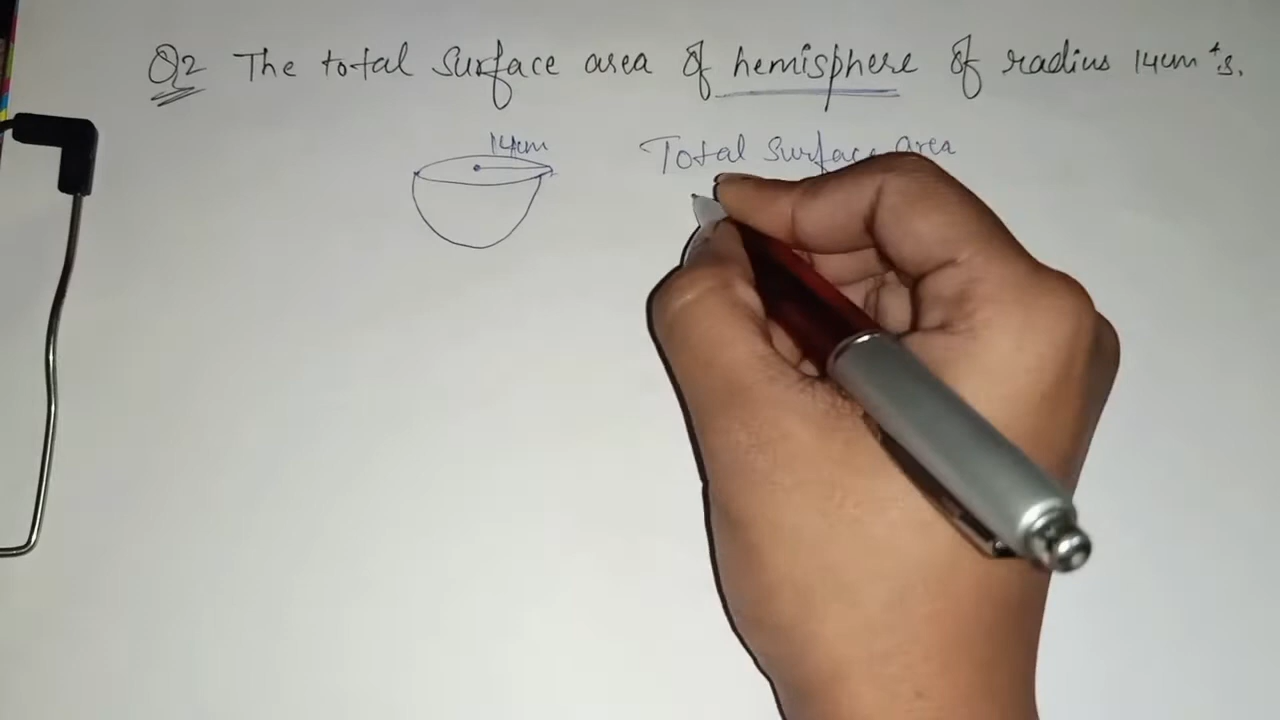 Q2 The total surface area of hemisphere of radius 14cm is.
14cm
Total surface area